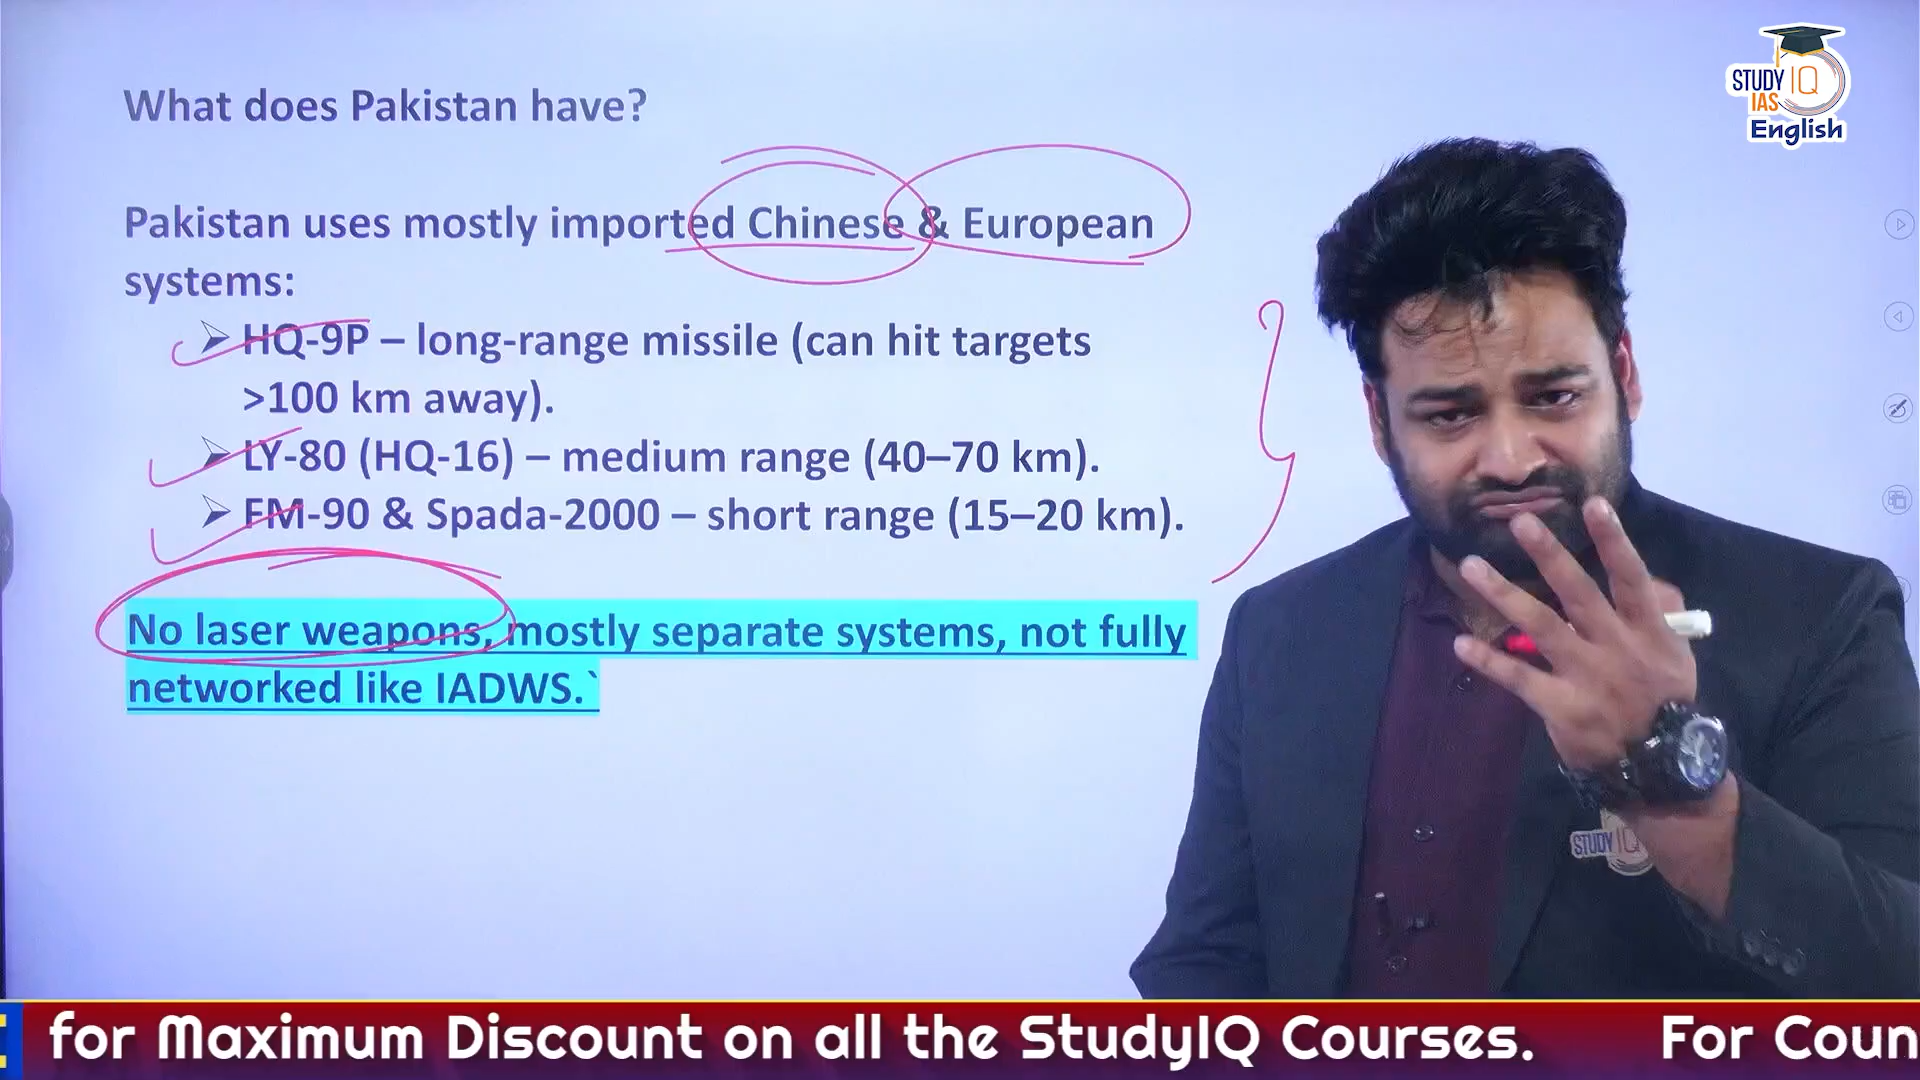 What does Pakistan have?
STUDY IQ
IAS
English
Pakistan uses mostly imported Chinese & European
systems:
HQ-9P – long-range missile (can hit targets
>100 km away).
LY-80 (HQ-16) – medium range (40–70 km).
FM-90 & Spada-2000 – short range (15–20 km).
No laser weapons, mostly separate systems, not fully
networked like IADWS.`
STUDY IQ
for Maximum Discount on all the StudyIQ Courses. For Coun